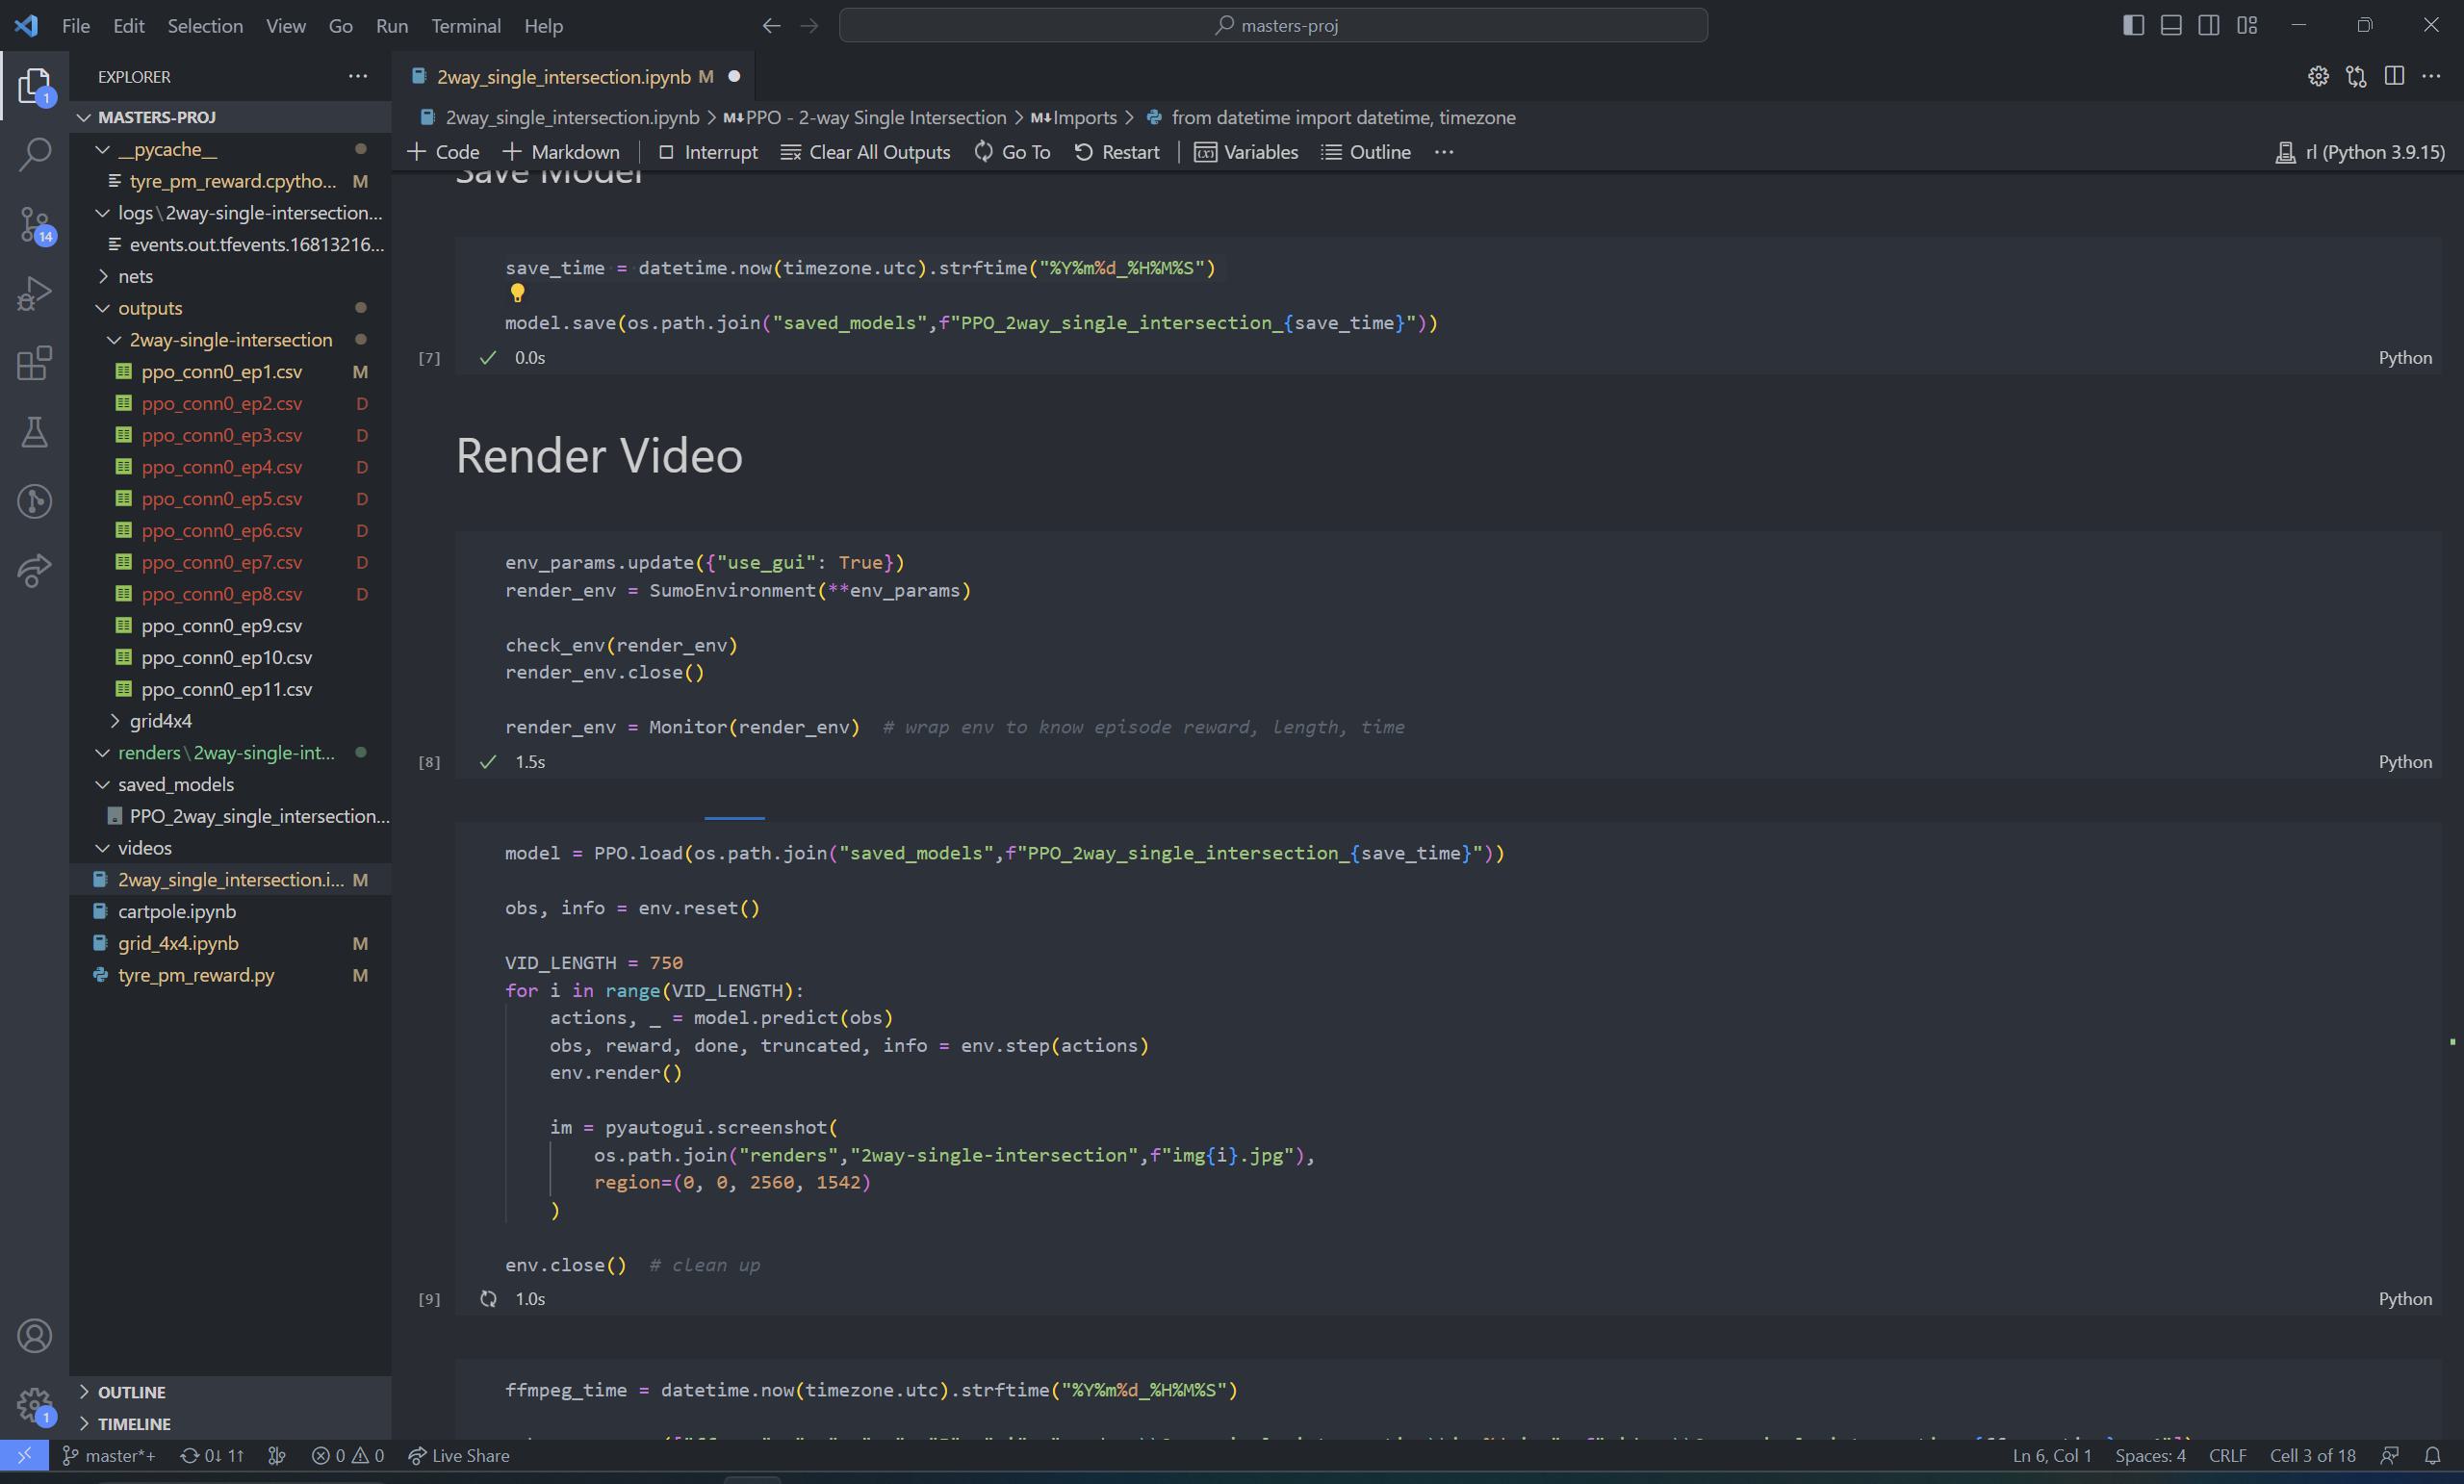 File Edit Selection View Go Run Terminal Help
masters-proj
EXPLORER
2way_single_intersection.ipynb M
MASTERS-PROJ
2way_single_intersection.ipynb > M↓PPO - 2-way Single Intersection > M↓Imports > from datetime import datetime, timezone
+ Code + Markdown Interrupt Clear All Outputs Go To Restart Variables Outline ...
rl (Python 3.9.15)
__pycache__
tyre_pm_reward.cpytho... M
logs\2way-single-intersection...
events.out.tfevents.16813216...
nets
outputs
2way-single-intersection
ppo_conn0_ep1.csv M
ppo_conn0_ep2.csv D
ppo_conn0_ep3.csv D
ppo_conn0_ep4.csv D
ppo_conn0_ep5.csv D
ppo_conn0_ep6.csv D
ppo_conn0_ep7.csv D
ppo_conn0_ep8.csv D
ppo_conn0_ep9.csv
ppo_conn0_ep10.csv
ppo_conn0_ep11.csv
grid4x4
renders\2way-single-int...
saved_models
PPO_2way_single_intersection...
videos
2way_single_intersection.i... M
cartpole.ipynb
grid_4x4.ipynb M
tyre_pm_reward.py M
OUTLINE
TIMELINE
Save Model
save_time = datetime.now(timezone.utc).strftime("%Y%m%d_%H%M%S")
model.save(os.path.join("saved_models",f"PPO_2way_single_intersection_{save_time}"))
[7] 0.0s Python
Render Video
env_params.update({"use_gui": True})
render_env = SumoEnvironment(**env_params)
check_env(render_env)
render_env.close()
render_env = Monitor(render_env)  # wrap env to know episode reward, length, time
[8] 1.5s Python
model = PPO.load(os.path.join("saved_models",f"PPO_2way_single_intersection_{save_time}"))
obs, info = env.reset()
VID_LENGTH = 750
for i in range(VID_LENGTH):
actions, _ = model.predict(obs)
obs, reward, done, truncated, info = env.step(actions)
env.render()
im = pyautogui.screenshot(
os.path.join("renders","2way-single-intersection",f"img{i}.jpg"),
region=(0, 0, 2560, 1542)
)
env.close()  # clean up
[9] 1.0s Python
ffmpeg_time = datetime.now(timezone.utc).strftime("%Y%m%d_%H%M%S")
master*+ 0↓ 1↑ 0 0 Live Share
Ln 6, Col 1 Spaces: 4 CRLF Cell 3 of 18
1
14
1